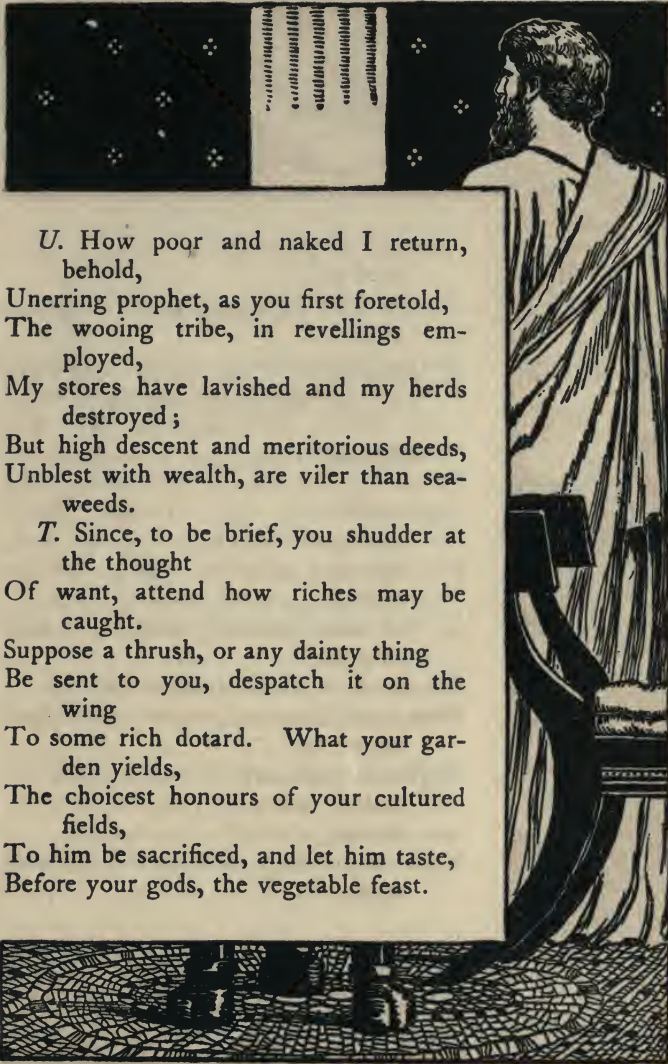 U. How poor and naked I return,
behold,
Unerring prophet, as you first foretold,
The wooing tribe, in revellings em-
ployed,
My stores have lavished and my herds
destroyed;
But high descent and meritorious deeds,
Unblest with wealth, are viler than sea-
weeds.
T. Since, to be brief, you shudder at
the thought
Of want, attend how riches may be
caught.
Suppose a thrush, or any dainty thing
Be sent to you, despatch it on the
wing
To some rich dotard. What your gar-
den yields,
The choicest honours of your cultured
fields,
To him be sacrificed, and let him taste,
Before your gods, the vegetable feast.